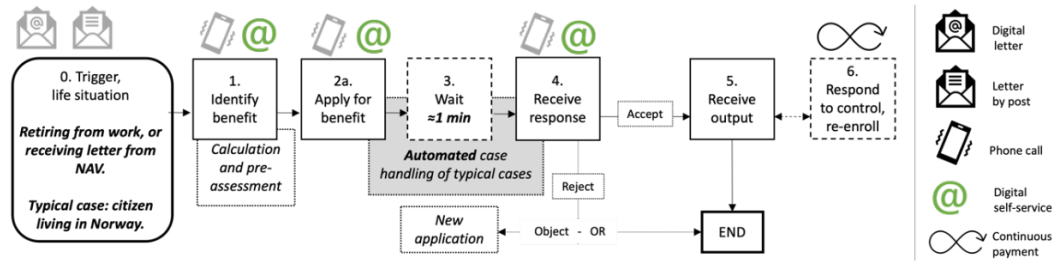 0. Trigger,
life situation
Retiring from work, or
receiving letter from
NAV.
Typical case: citizen
living in Norway.
@
1.
Identify
benefit
Calculation
and pre-
assessment
@
2a.
Apply for
benefit
3.
Wait
≈1 min
Automated case
handling of typical cases
@
4.
Receive
response
Accept
Reject
Object - OR
New
application
5.
Receive
output
END
6.
Respond
to control,
re-enroll
@
Digital
letter
Letter
by post
Phone call
@
Digital
self-service
Continuous
payment
@